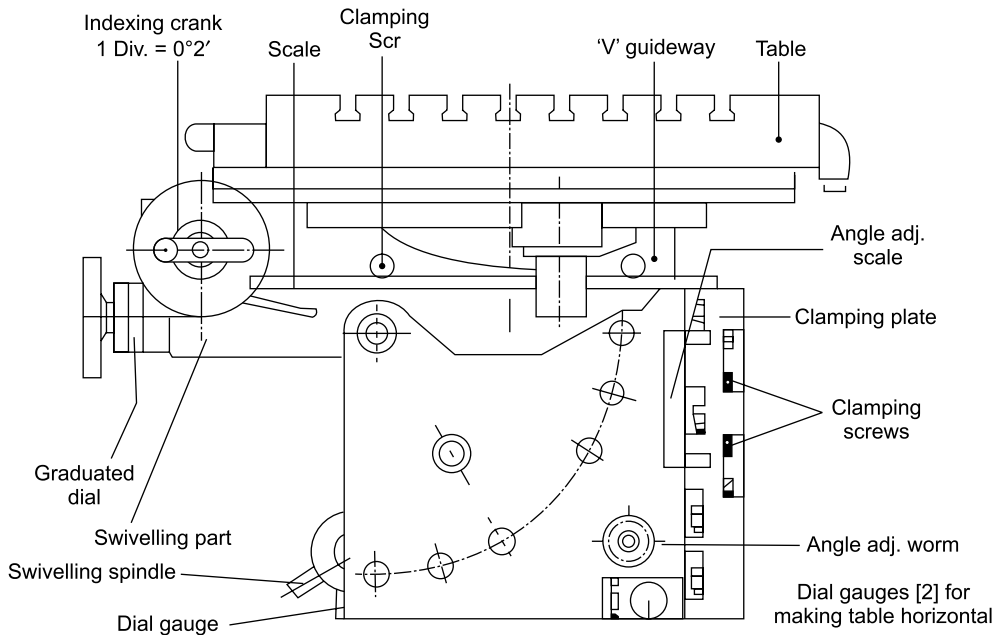 Indexing crank
1 Div. = 0°2′
Scale
Clamping
Scr
‘V’ guideway
Table
Angle adj.
scale
Clamping plate
Clamping
screws
Graduated
dial
Swivelling part
Swivelling spindle
Dial gauge
Angle adj. worm
Dial gauges [2] for
making table horizontal